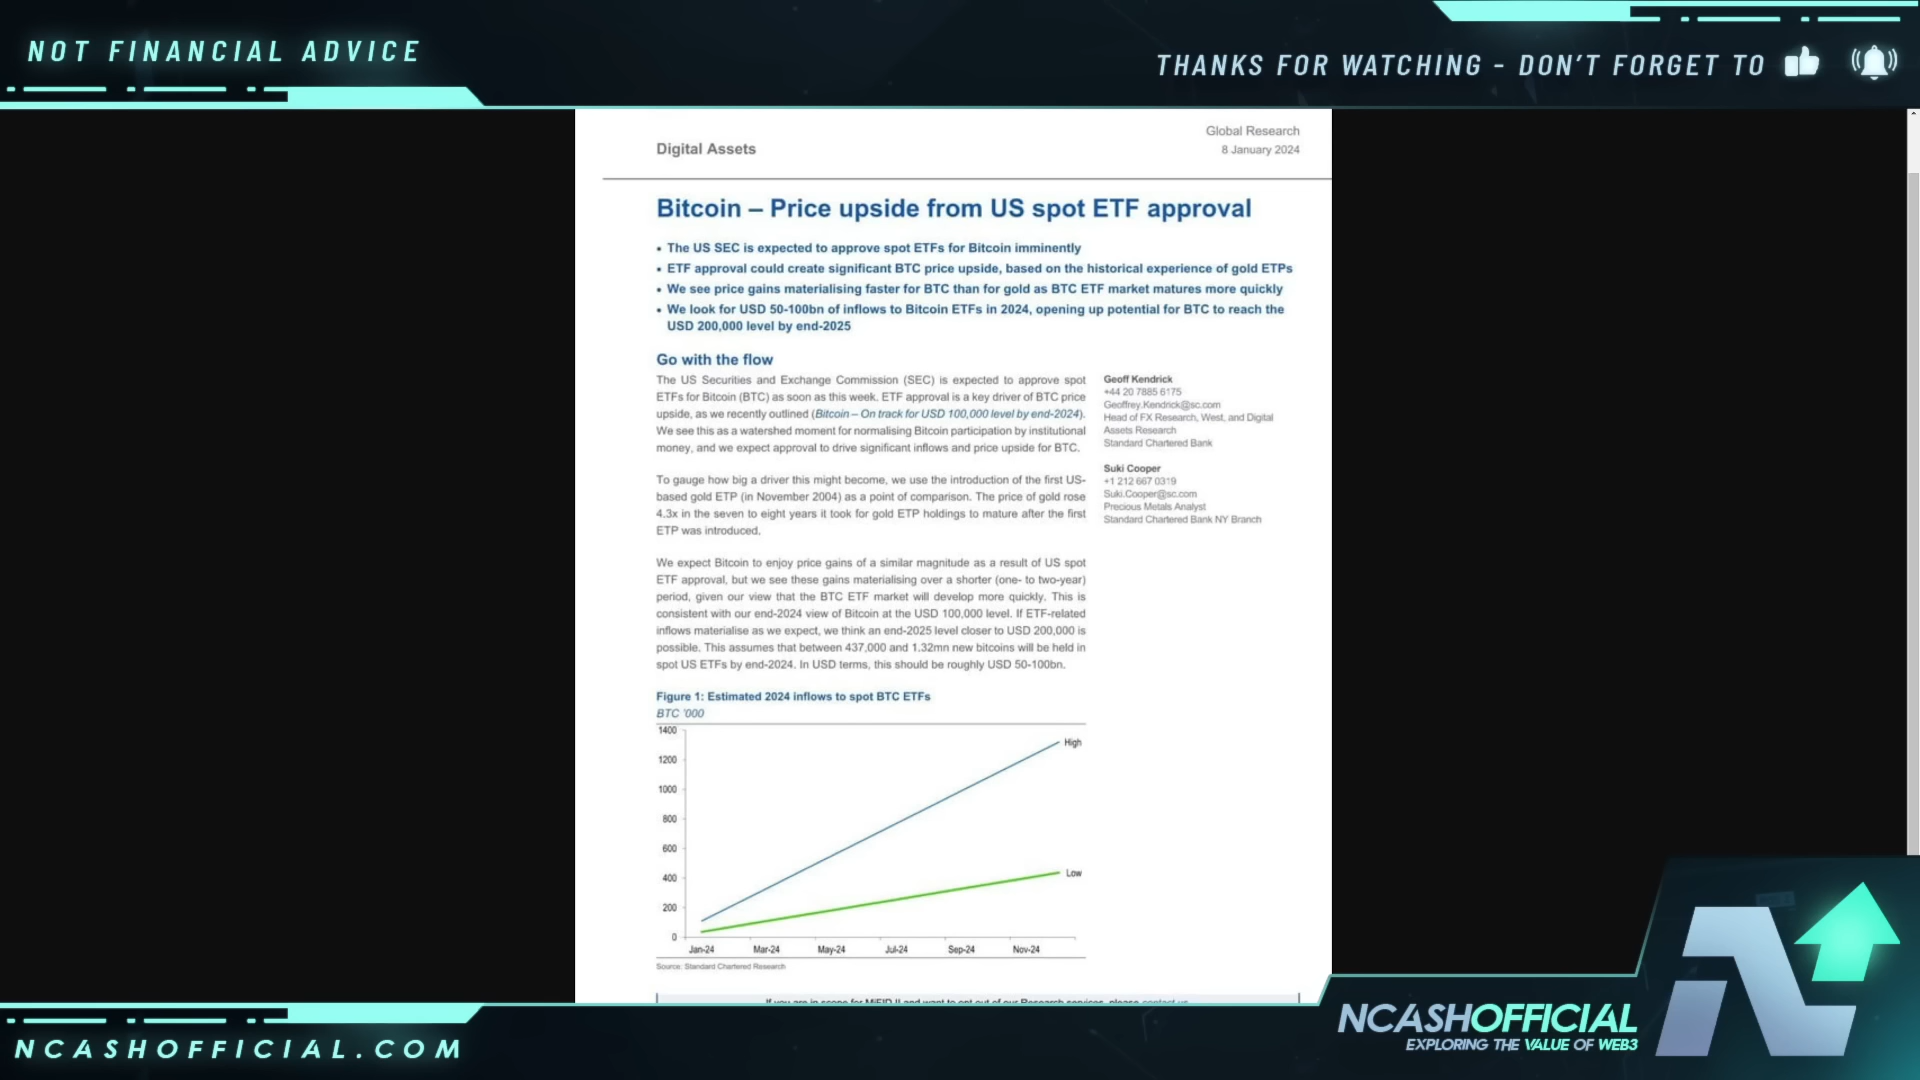 NOT FINANCIAL ADVICE
THANKS FOR WATCHING - DON'T FORGET TO
Global Research
Digital Assets
8 January 2024
Bitcoin – Price upside from US spot ETF approval
• The US SEC is expected to approve spot ETFs for Bitcoin imminently
• ETF approval could create significant BTC price upside, based on the historical experience of gold ETPs
• We see price gains materialising faster for BTC than for gold as BTC ETF market matures more quickly
• We look for USD 50-100bn of inflows to Bitcoin ETFs in 2024, opening up potential for BTC to reach the
USD 200,000 level by end-2025
Go with the flow
The US Securities and Exchange Commission (SEC) is expected to approve spot
ETFs for Bitcoin (BTC) as soon as this week. ETF approval is a key driver of BTC price
upside, as we recently outlined (Bitcoin – On track for USD 100,000 level by end-2024).
We see this as a watershed moment for normalising Bitcoin participation by institutional
money, and we expect approval to drive significant inflows and price upside for BTC.
To gauge how big a driver this might become, we use the introduction of the first US-
based gold ETP (in November 2004) as a point of comparison. The price of gold rose
4.3x in the seven to eight years it took for gold ETP holdings to mature after the first
ETP was introduced.
We expect Bitcoin to enjoy price gains of a similar magnitude as a result of US spot
ETF approval, but we see these gains materialising over a shorter (one- to two-year)
period, given our view that the BTC ETF market will develop more quickly. This is
consistent with our end-2024 view of Bitcoin at the USD 100,000 level. If ETF-related
inflows materialise as we expect, we think an end-2025 level closer to USD 200,000 is
possible. This assumes that between 437,000 and 1.32mn new bitcoins will be held in
spot US ETFs by end-2024. In USD terms, this should be roughly USD 50-100bn.
Geoff Kendrick
+44 20 7885 6175
Geoffrey.Kendrick@sc.com
Head of FX Research, West, and Digital
Assets Research
Standard Chartered Bank
Suki Cooper
+1 212 667 0319
Suki.Cooper@sc.com
Precious Metals Analyst
Standard Chartered Bank NY Branch
Figure 1: Estimated 2024 inflows to spot BTC ETFs
BTC '000
1400
1200
1000
800
600
400
200
0
High
Low
Jan-24 Mar-24 May-24 Jul-24 Sep-24 Nov-24
Source: Standard Chartered Research
If you are in scope for MiFID II and want to opt out of our Research services, please contact us
NCASHOFFICIAL.COM
NCASHOFFICIAL
EXPLORING THE VALUE OF WEB3